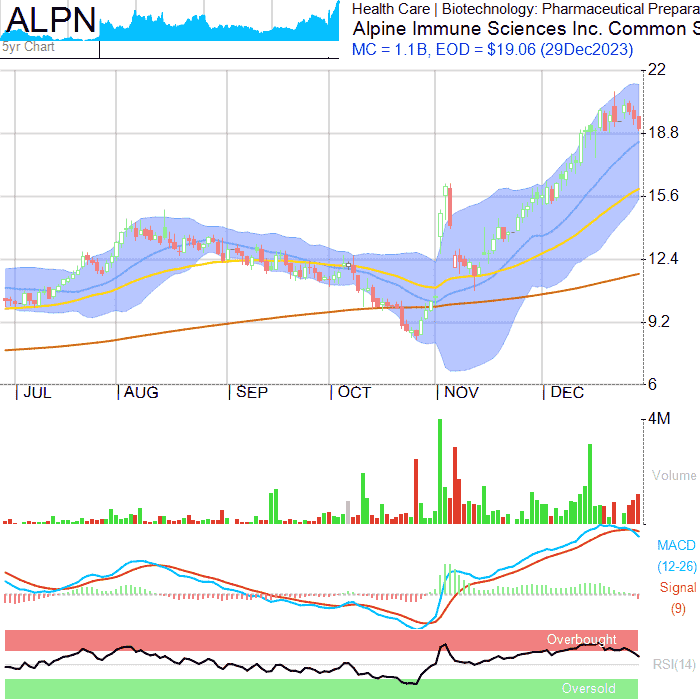 ALPN
5yr Chart
Health Care | Biotechnology: Pharmaceutical Prepara
Alpine Immune Sciences Inc. Common S
MC = 1.1B, EOD = $19.06 (29Dec2023)
22
18.8
15.6
12.4
9.2
6
JUL AUG SEP OCT NOV DEC
4M
Volume
MACD
(12-26)
Signal
(9)
Overbought
RSI(14)
Oversold